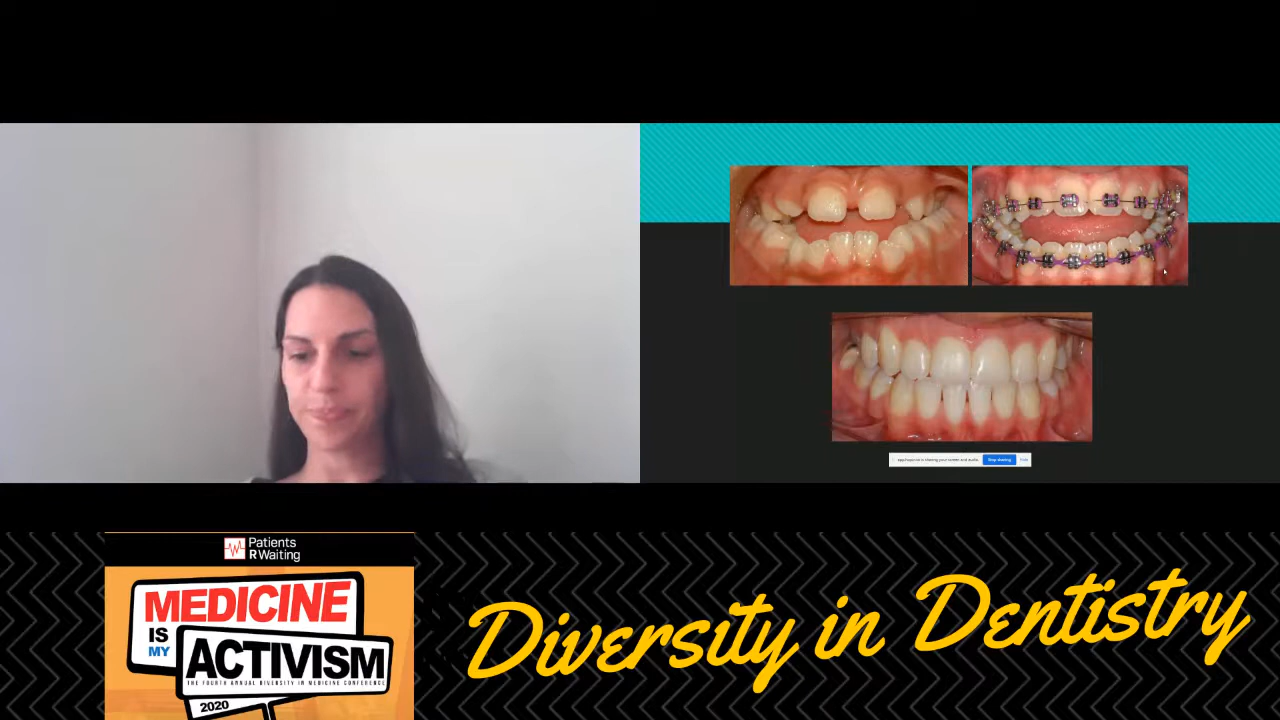 Stop sharing
Hide
Patients
R Waiting
MEDICINE
IS
MY
ACTIVISM
THE FOURTH ANNUAL DIVERSITY IN MEDICINE CONFERENCE
2020
Diversity in Dentistry